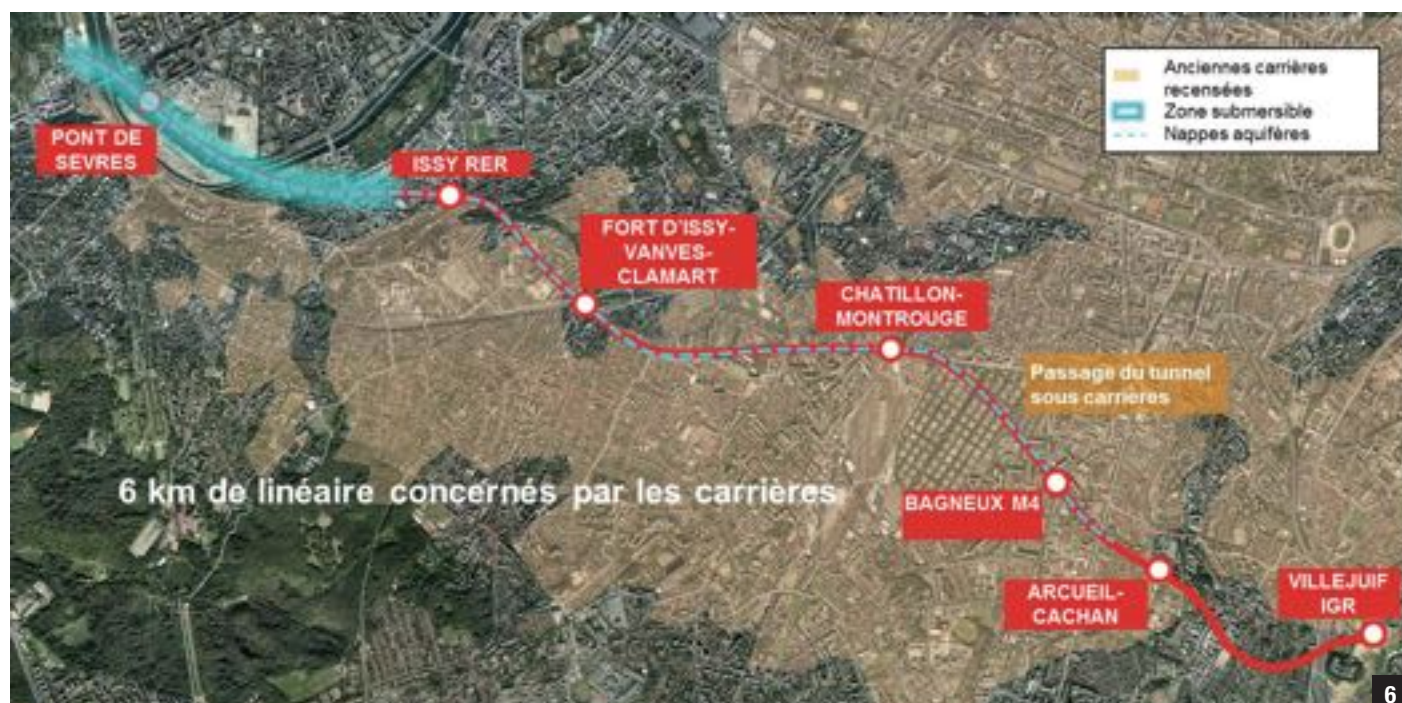 Anciennes carrières
recensées
Zone submersible
Nappes aquifères
PONT DE
SEVRES
ISSY RER
FORT D'ISSY-
VANVES-
CLAMART
CHATILLON-
MONTROUGE
Passage du tunnel
sous carrières
6 km de linéaire concernés par les carrières
BAGNEUX M4
ARCUEIL-
CACHAN
VILLEJUIF
IGR
6